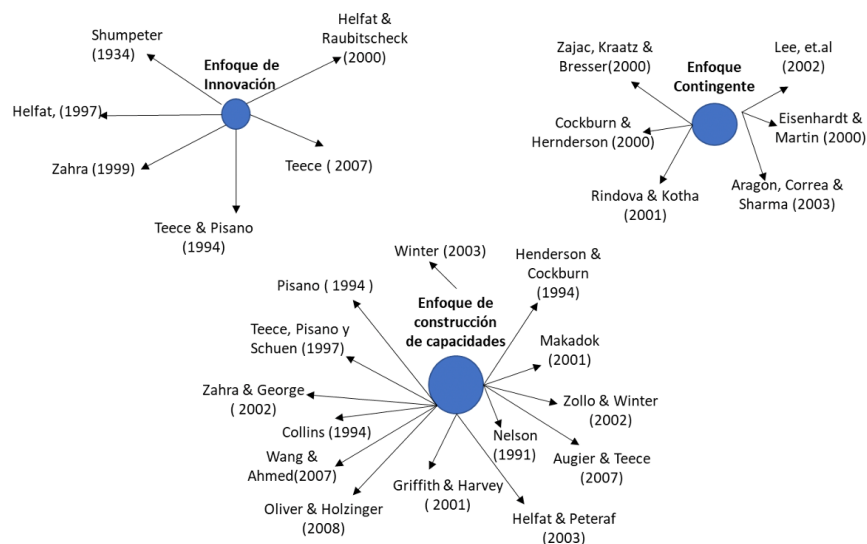 Shumpeter
(1934)
Enfoque de
Innovación
Helfat &
Raubitscheck
(2000)
Helfat, (1997)
Zahra (1999)
Teece ( 2007)
Teece & Pisano
(1994)
Zajac, Kraatz &
Bresser(2000)
Enfoque
Contingente
Lee, et.al
(2002)
Cockburn &
Hernderson (2000)
Eisenhardt &
Martin (2000)
Rindova & Kotha
(2001)
Aragon, Correa &
Sharma (2003)
Winter (2003)
Henderson &
Cockburn
(1994)
Pisano ( 1994 )
Enfoque de
construcción
de capacidades
Teece, Pisano y
Schuen (1997)
Makadok
(2001)
Zahra & George
( 2002)
Zollo & Winter
(2002)
Collins (1994)
Nelson
(1991)
Wang &
Ahmed(2007)
Augier & Teece
(2007)
Griffith & Harvey
( 2001)
Oliver & Holzinger
(2008)
Helfat & Peteraf
(2003)